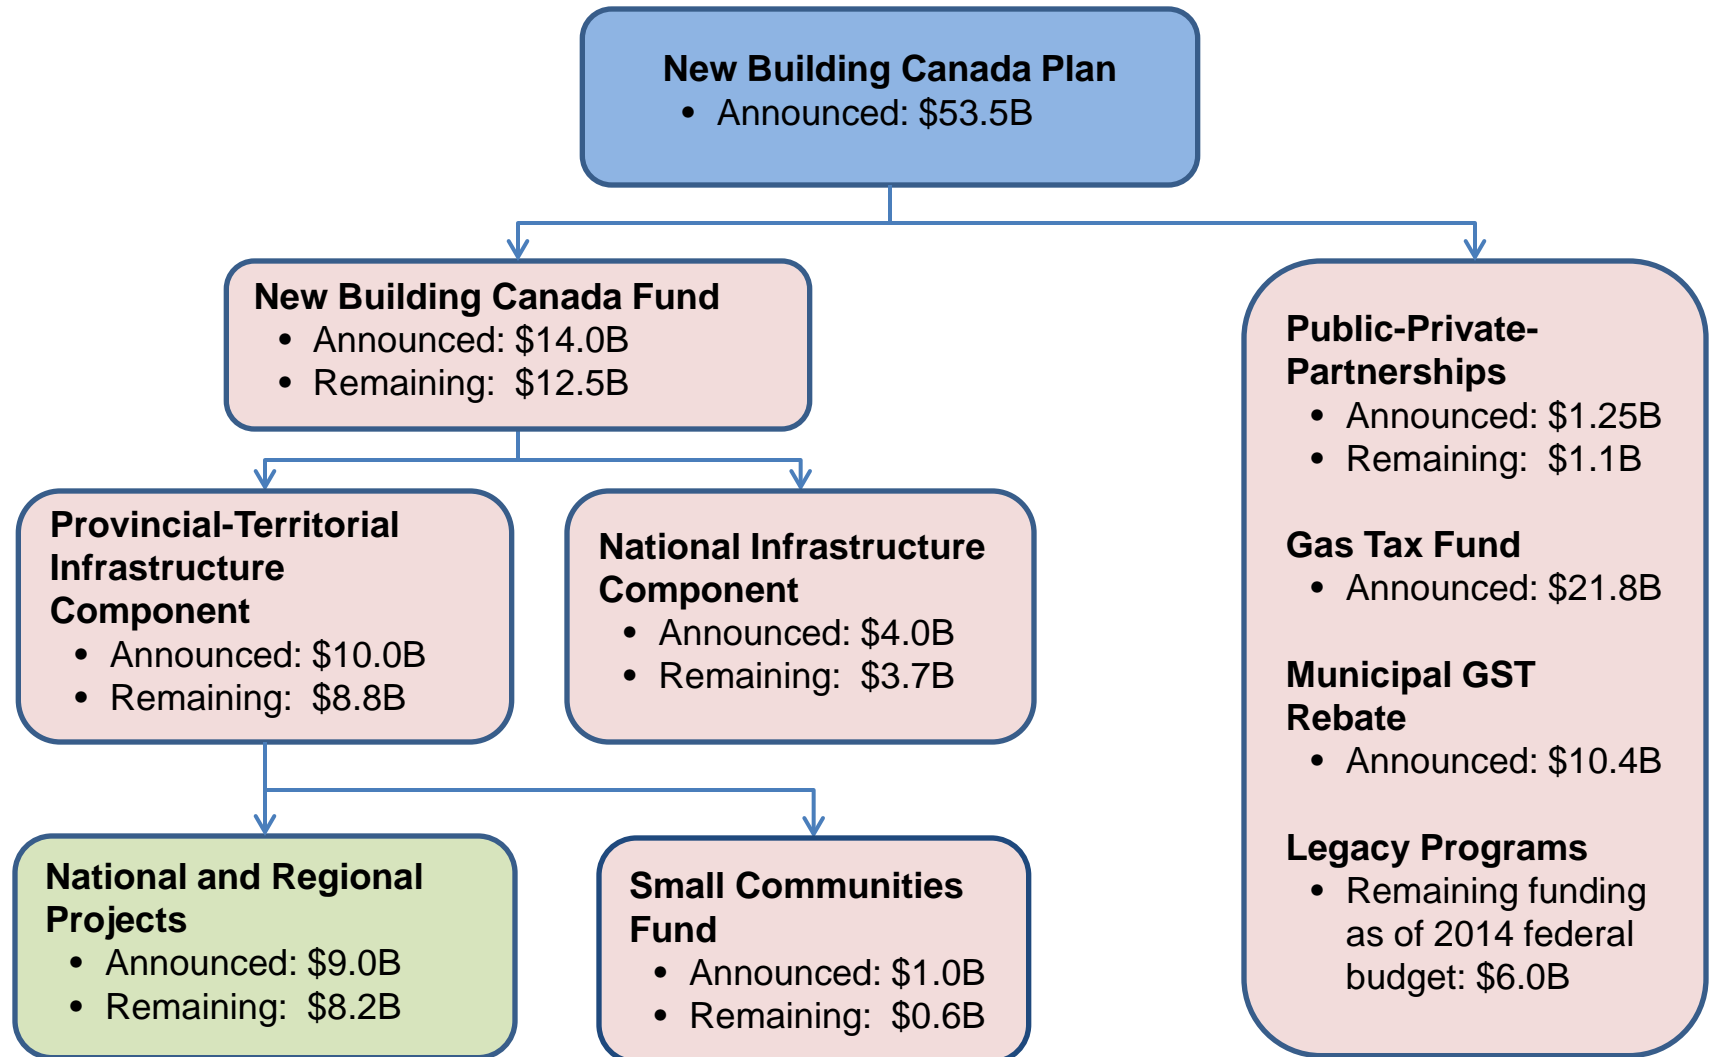 New Building Canada Plan
• Announced: $53.5B
New Building Canada Fund
• Announced: $14.0B
• Remaining: $12.5B
Provincial-Territorial
Infrastructure
Component
• Announced: $10.0B
• Remaining: $8.8B
National Infrastructure
Component
• Announced: $4.0B
• Remaining: $3.7B
National and Regional
Projects
• Announced: $9.0B
• Remaining: $8.2B
Small Communities
Fund
• Announced: $1.0B
• Remaining: $0.6B
Public-Private-
Partnerships
• Announced: $1.25B
• Remaining: $1.1B
Gas Tax Fund
• Announced: $21.8B
Municipal GST
Rebate
• Announced: $10.4B
Legacy Programs
• Remaining funding
as of 2014 federal
budget: $6.0B